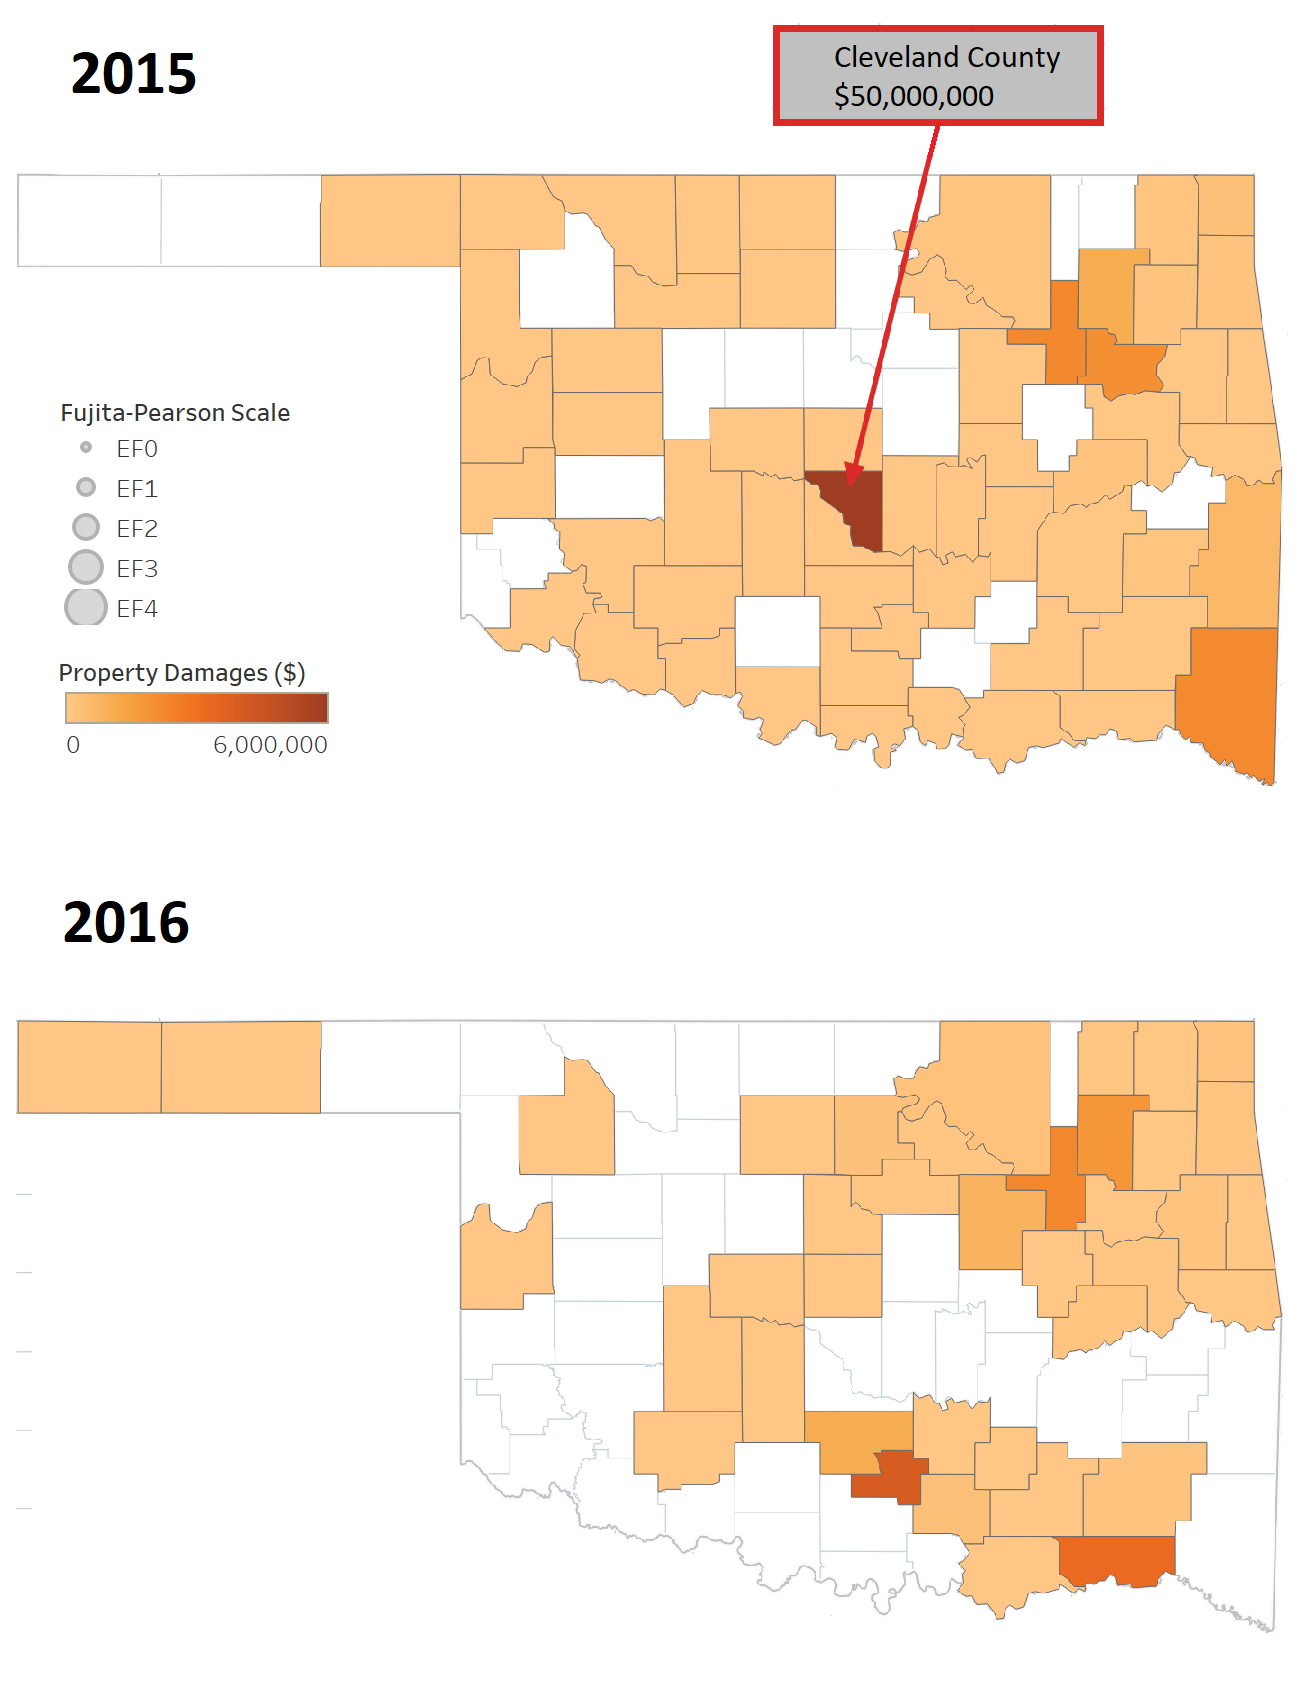 2015
Cleveland County
$50,000,000
Fujita-Pearson Scale
EF0
EF1
EF2
EF3
EF4
Property Damages ($)
0 6,000,000
2016